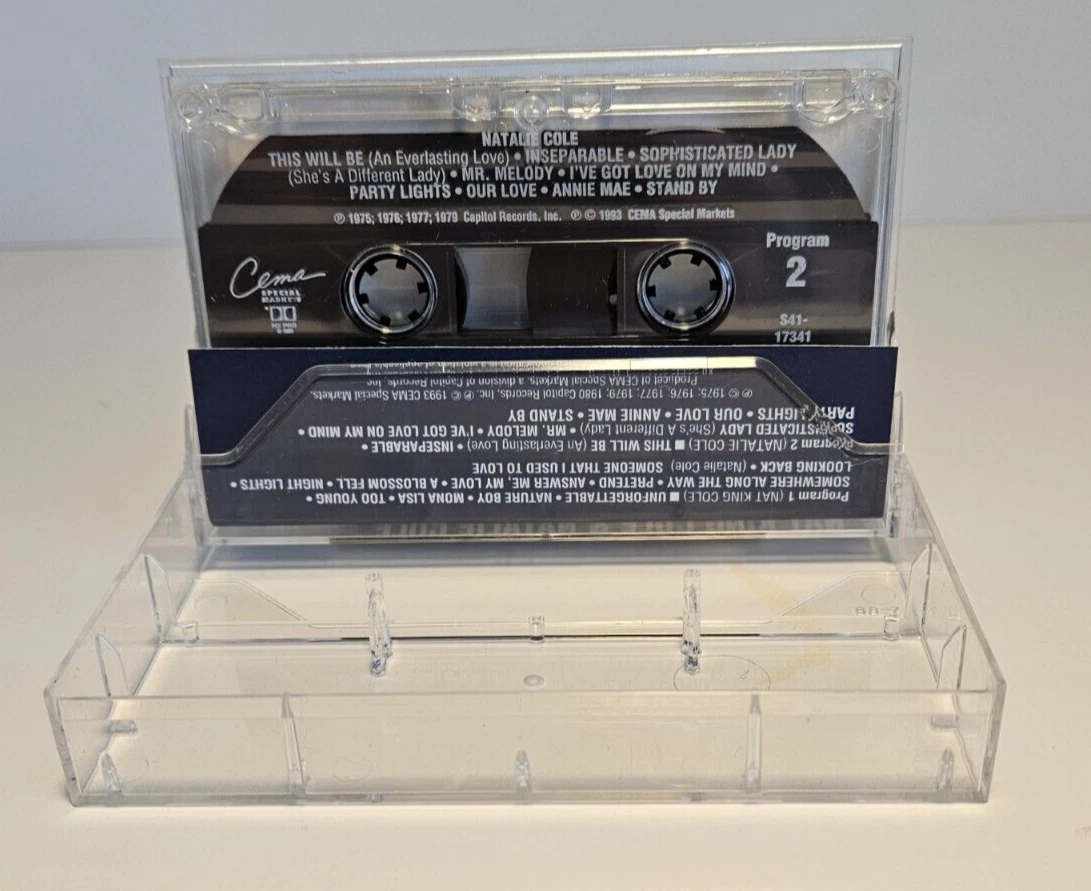 NATALIE COLE
THIS WILL BE (An Everlasting Love) • INSEPARABLE • SOPHISTICATED LADY
(She's A Different Lady) • MR. MELODY • I'VE GOT LOVE ON MY MIND •
PARTY LIGHTS • OUR LOVE • ANNIE MAE • STAND BY
℗ 1975; 1976; 1977; 1979 Capitol Records, Inc. ℗ © 1993 CEMA Special Markets
Cema
SPECIAL
MARKETS
HX PRO
Program
2
S41-
17341
Program 1 (NAT KING COLE) ■ UNFORGETTABLE • NATURE BOY • MONA LISA • TOO YOUNG •
SOMEWHERE ALONG THE WAY • PRETEND • ANSWER ME, MY LOVE • A BLOSSOM FELL • NIGHT LIGHTS •
LOOKING BACK • (Natalie Cole) SOMEONE THAT I USED TO LOVE
Program 2 (NATALIE COLE) ■ THIS WILL BE (An Everlasting Love) • INSEPARABLE •
SOPHISTICATED LADY (She's A Different Lady) • MR. MELODY • I'VE GOT LOVE ON MY MIND •
PARTY LIGHTS • OUR LOVE • ANNIE MAE • STAND BY
℗ © 1975; 1976; 1977; 1979; 1980 Capitol Records, Inc. ℗ © 1993 CEMA Special Markets.
Product of CEMA Special Markets, a division of Capitol Records, Inc.